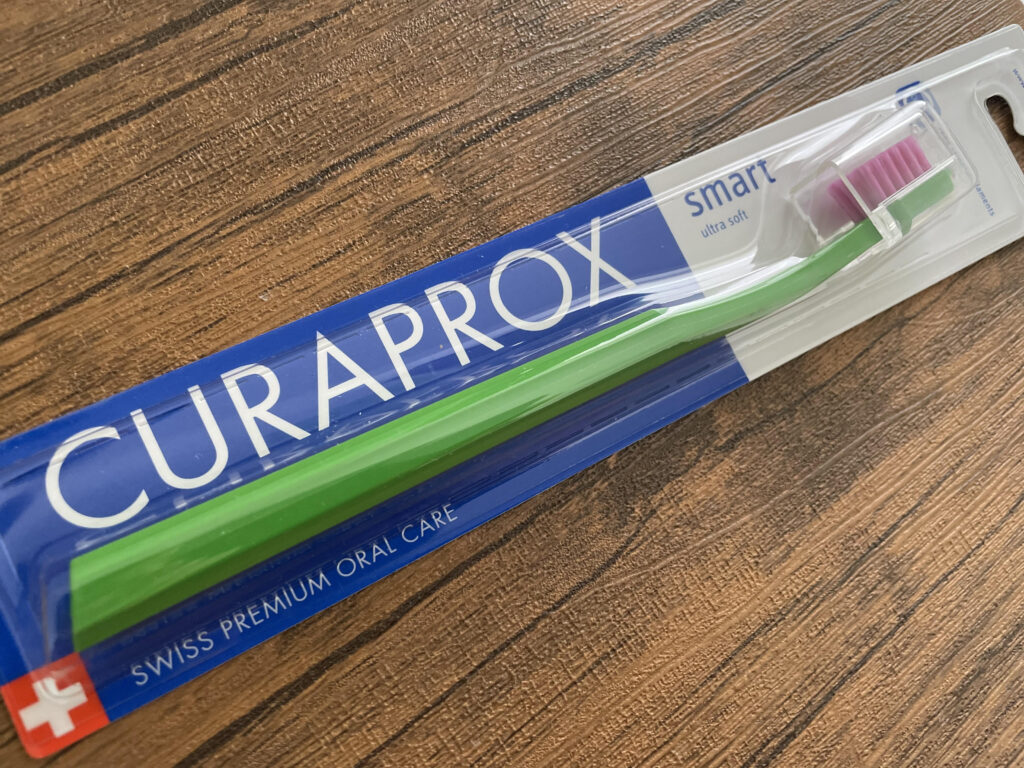 CURAPROX
smart
ultra soft
SWISS PREMIUM ORAL CARE